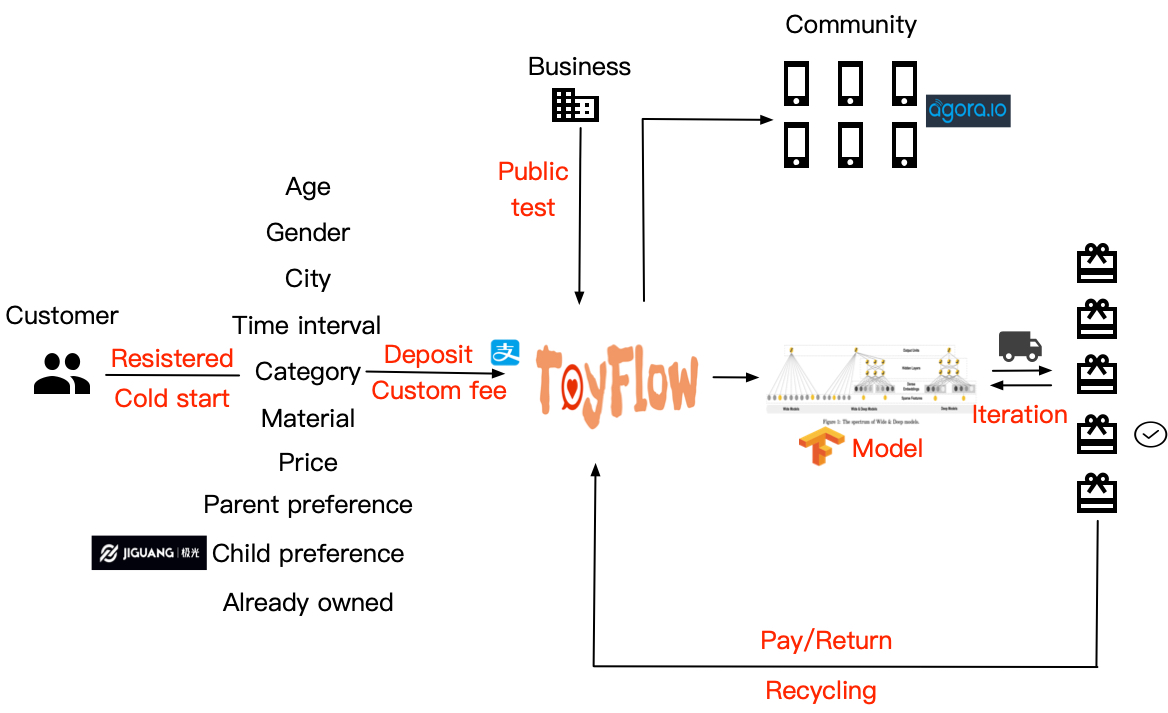 Community
Business
agora.io
Public
test
Age
Gender
City
Customer
Time interval
Resistered
Cold start
Category
Deposit
支
Custom fee
ToyFlow
Output Units
Hidden Layers
Dense
Embeddings
Sparse Features
Wide Models
Wide & Deep Models
Deep Models
Figure 1: The spectrum of Wide & Deep models.
Model
Iteration
Material
Price
Parent preference
JIGUANG | 极光
Child preference
Already owned
Pay/Return
Recycling